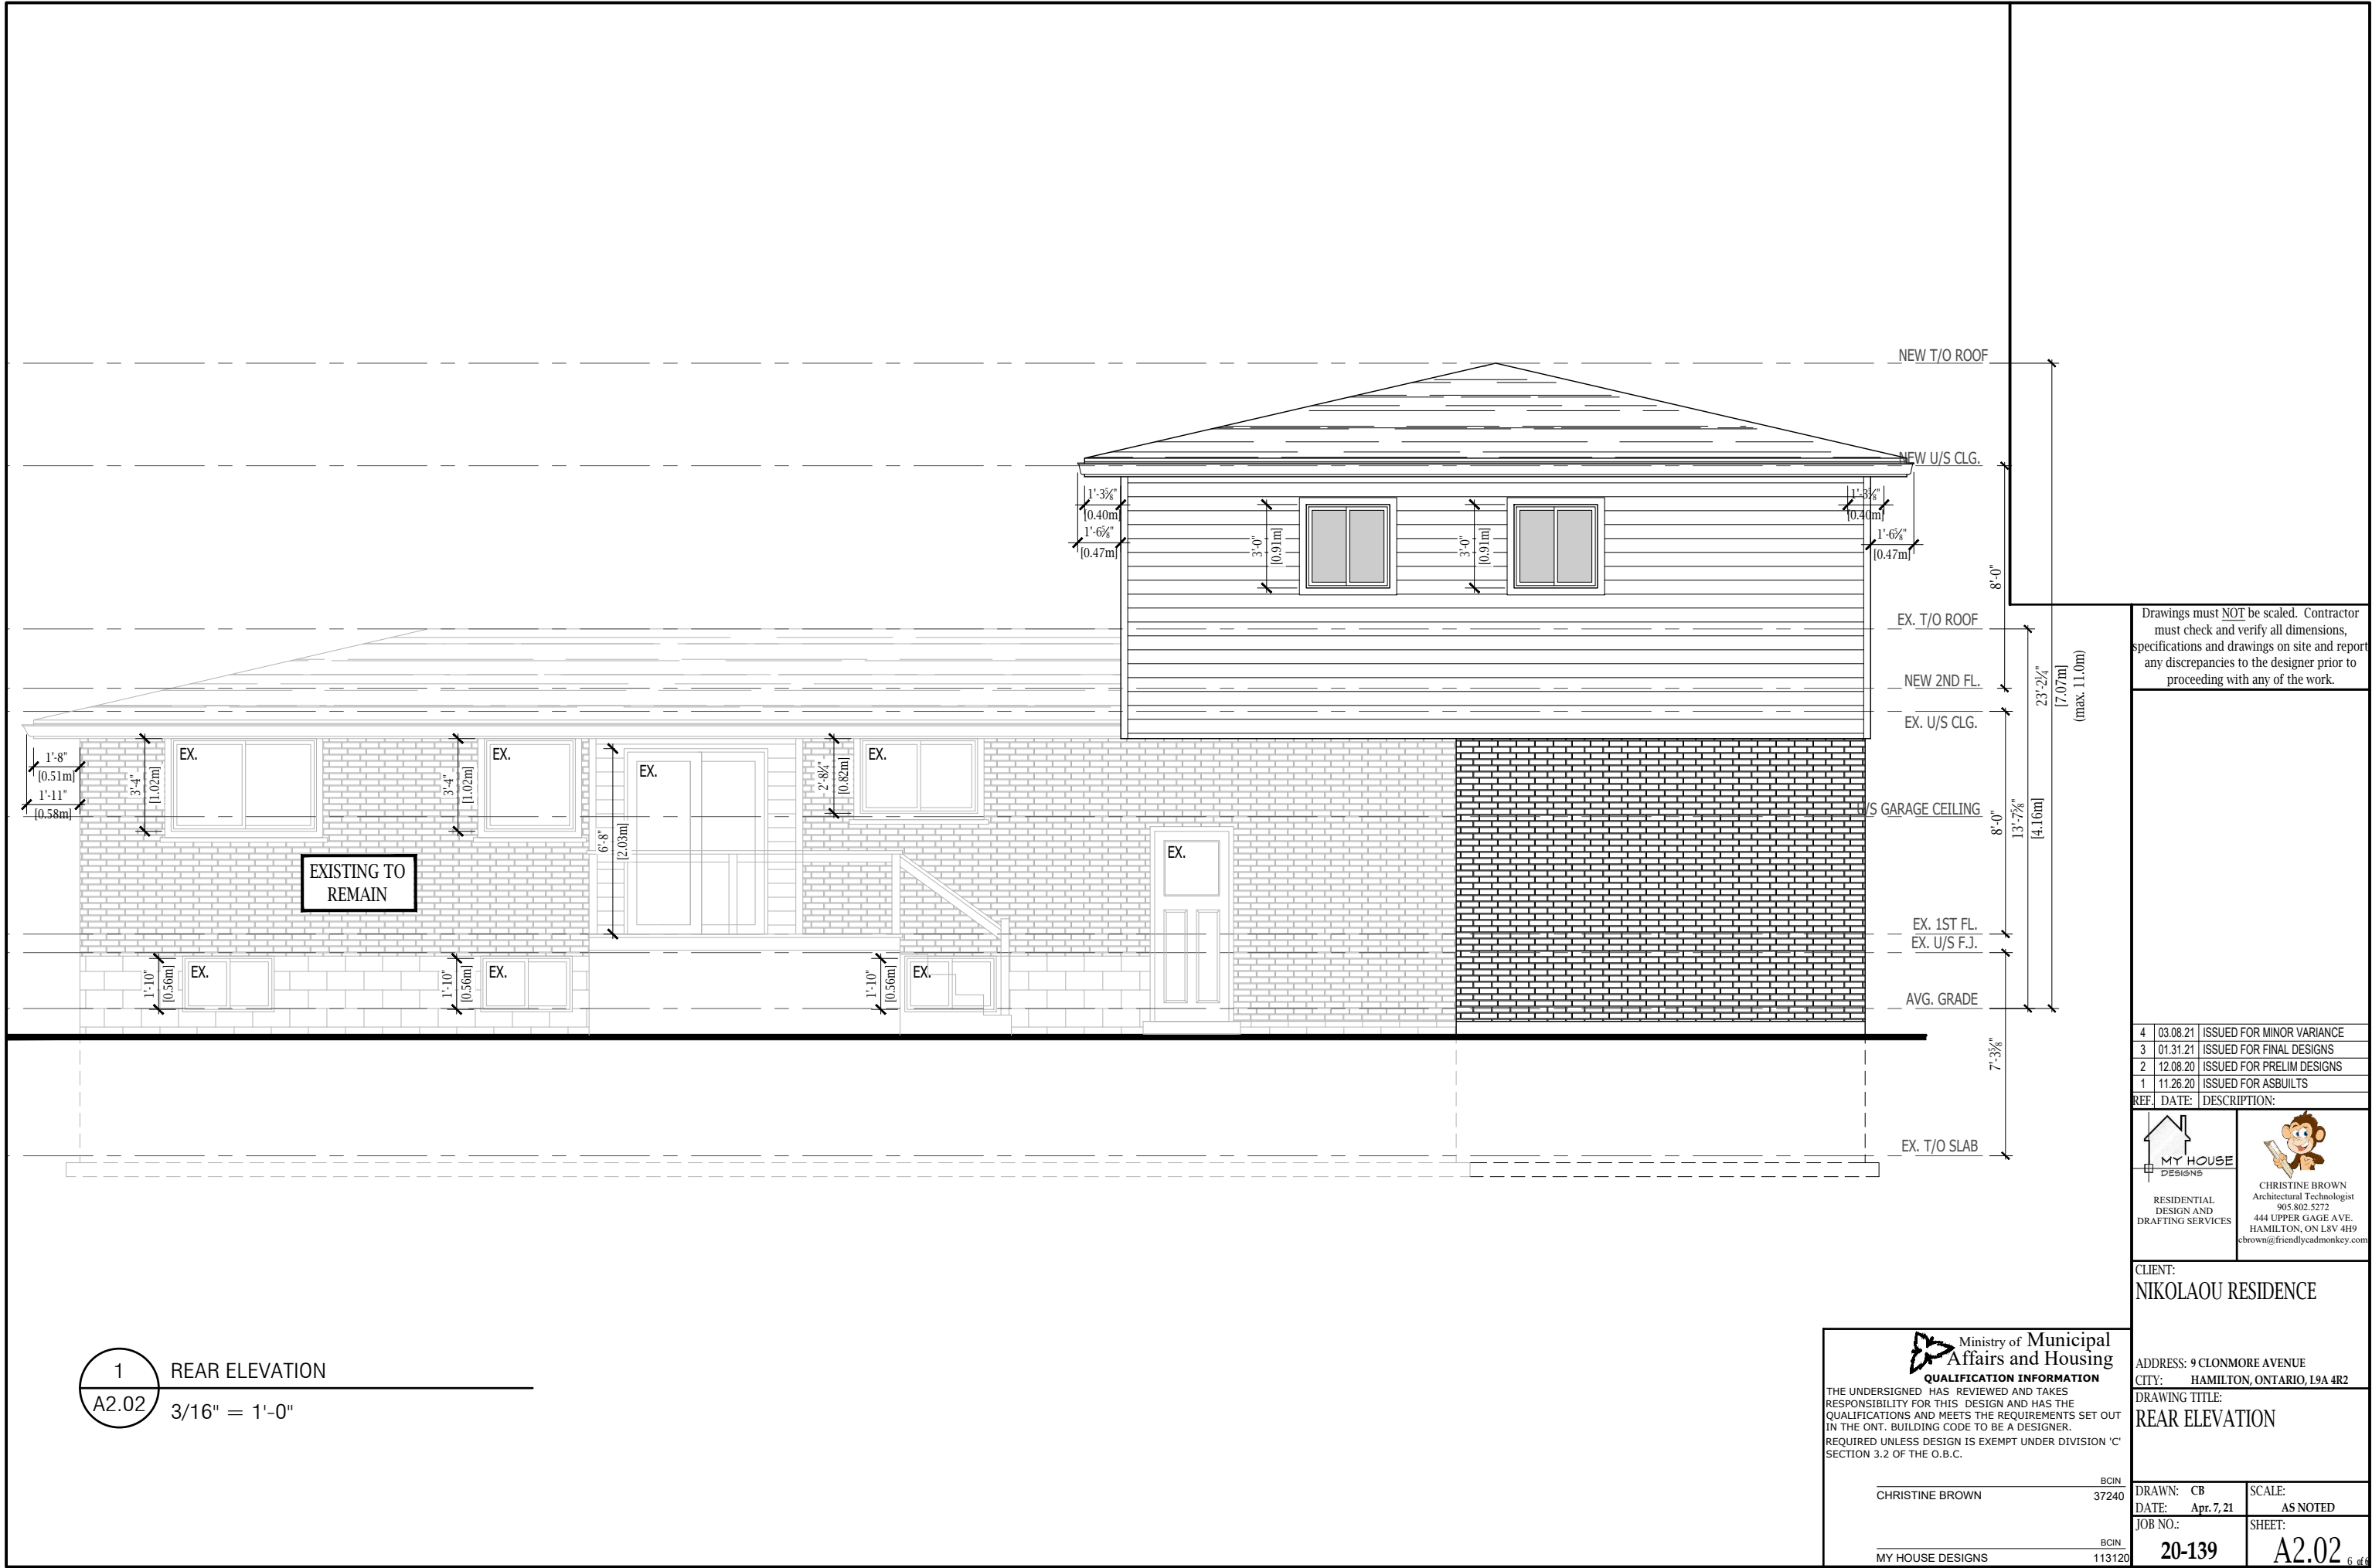 NEW T/O ROOF
NEW U/S CLG.
1'-3⅝"
[0.40m]
1'-6⅝"
[0.47m]
3'-0"
[0.91m]
3'-0"
[0.91m]
1'-3⅝"
[0.40m]
1'-6⅝"
[0.47m]
8'-0"
EX. T/O ROOF
NEW 2ND FL.
EX. U/S CLG.
23'-2¼"
[7.07m]
(max. 11.0m)
1'-8"
[0.51m]
1'-11"
[0.58m]
3'-4"
[1.02m]
EX.
3'-4"
[1.02m]
EX.
6'-8"
[2.03m]
EX.
2'-8¼"
[0.82m]
EX.
EX.
EXISTING TO
REMAIN
U/S GARAGE CEILING
8'-0"
13'-7⅝"
[4.16m]
EX. 1ST FL.
EX. U/S F.J.
1'-10"
[0.56m]
EX.
1'-10"
[0.56m]
EX.
1'-10"
[0.56m]
EX.
AVG. GRADE
7'-3⅝"
EX. T/O SLAB
1
A2.02
REAR ELEVATION
3/16" = 1'-0"
Drawings must NOT be scaled. Contractor
must check and verify all dimensions,
specifications and drawings on site and report
any discrepancies to the designer prior to
proceeding with any of the work.
4 03.08.21 ISSUED FOR MINOR VARIANCE
3 01.31.21 ISSUED FOR FINAL DESIGNS
2 12.08.20 ISSUED FOR PRELIM DESIGNS
1 11.26.20 ISSUED FOR ASBUILTS
REF. DATE: DESCRIPTION:
MY HOUSE
DESIGNS
RESIDENTIAL
DESIGN AND
DRAFTING SERVICES
CHRISTINE BROWN
Architectural Technologist
905.802.5272
444 UPPER GAGE AVE.
HAMILTON, ON L8V 4H9
cbrown@friendlycadmonkey.com
CLIENT:
NIKOLAOU RESIDENCE
ADDRESS: 9 CLONMORE AVENUE
CITY: HAMILTON, ONTARIO, L9A 4R2
DRAWING TITLE:
REAR ELEVATION
DRAWN: CB
DATE: Apr. 7, 21
SCALE:
AS NOTED
JOB NO.:
20-139
SHEET:
A2.02
Ministry of Municipal
Affairs and Housing
QUALIFICATION INFORMATION
THE UNDERSIGNED HAS REVIEWED AND TAKES
RESPONSIBILITY FOR THIS DESIGN AND HAS THE
QUALIFICATIONS AND MEETS THE REQUIREMENTS SET OUT
IN THE ONT. BUILDING CODE TO BE A DESIGNER.
REQUIRED UNLESS DESIGN IS EXEMPT UNDER DIVISION 'C'
SECTION 3.2 OF THE O.B.C.
BCIN
CHRISTINE BROWN 37240
BCIN
MY HOUSE DESIGNS 113120